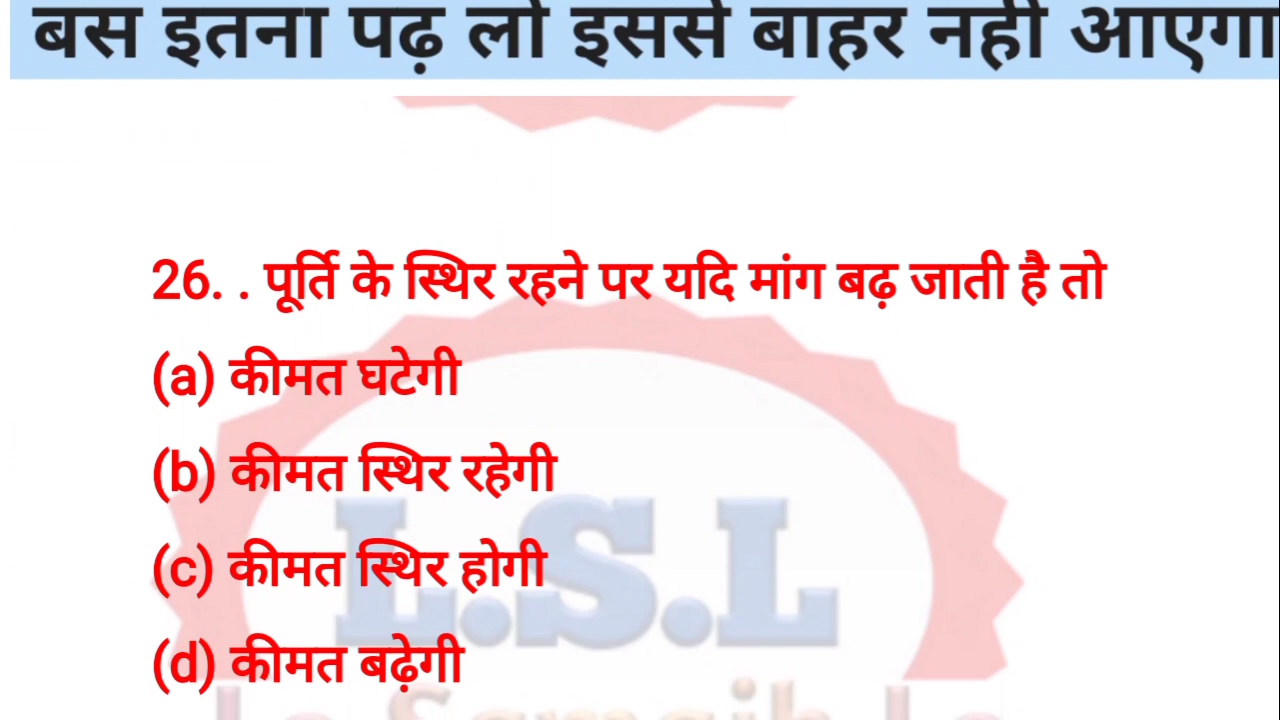 बस इतना पढ़ लो इससे बाहर नही आएगा
26. . पूर्ति के स्थिर रहने पर यदि मांग बढ़ जाती है तो
(a) कीमत घटेगी
(b) कीमत स्थिर रहेगी
(c) कीमत स्थिर होगी
L.S.L
(d) कीमत बढ़ेगी